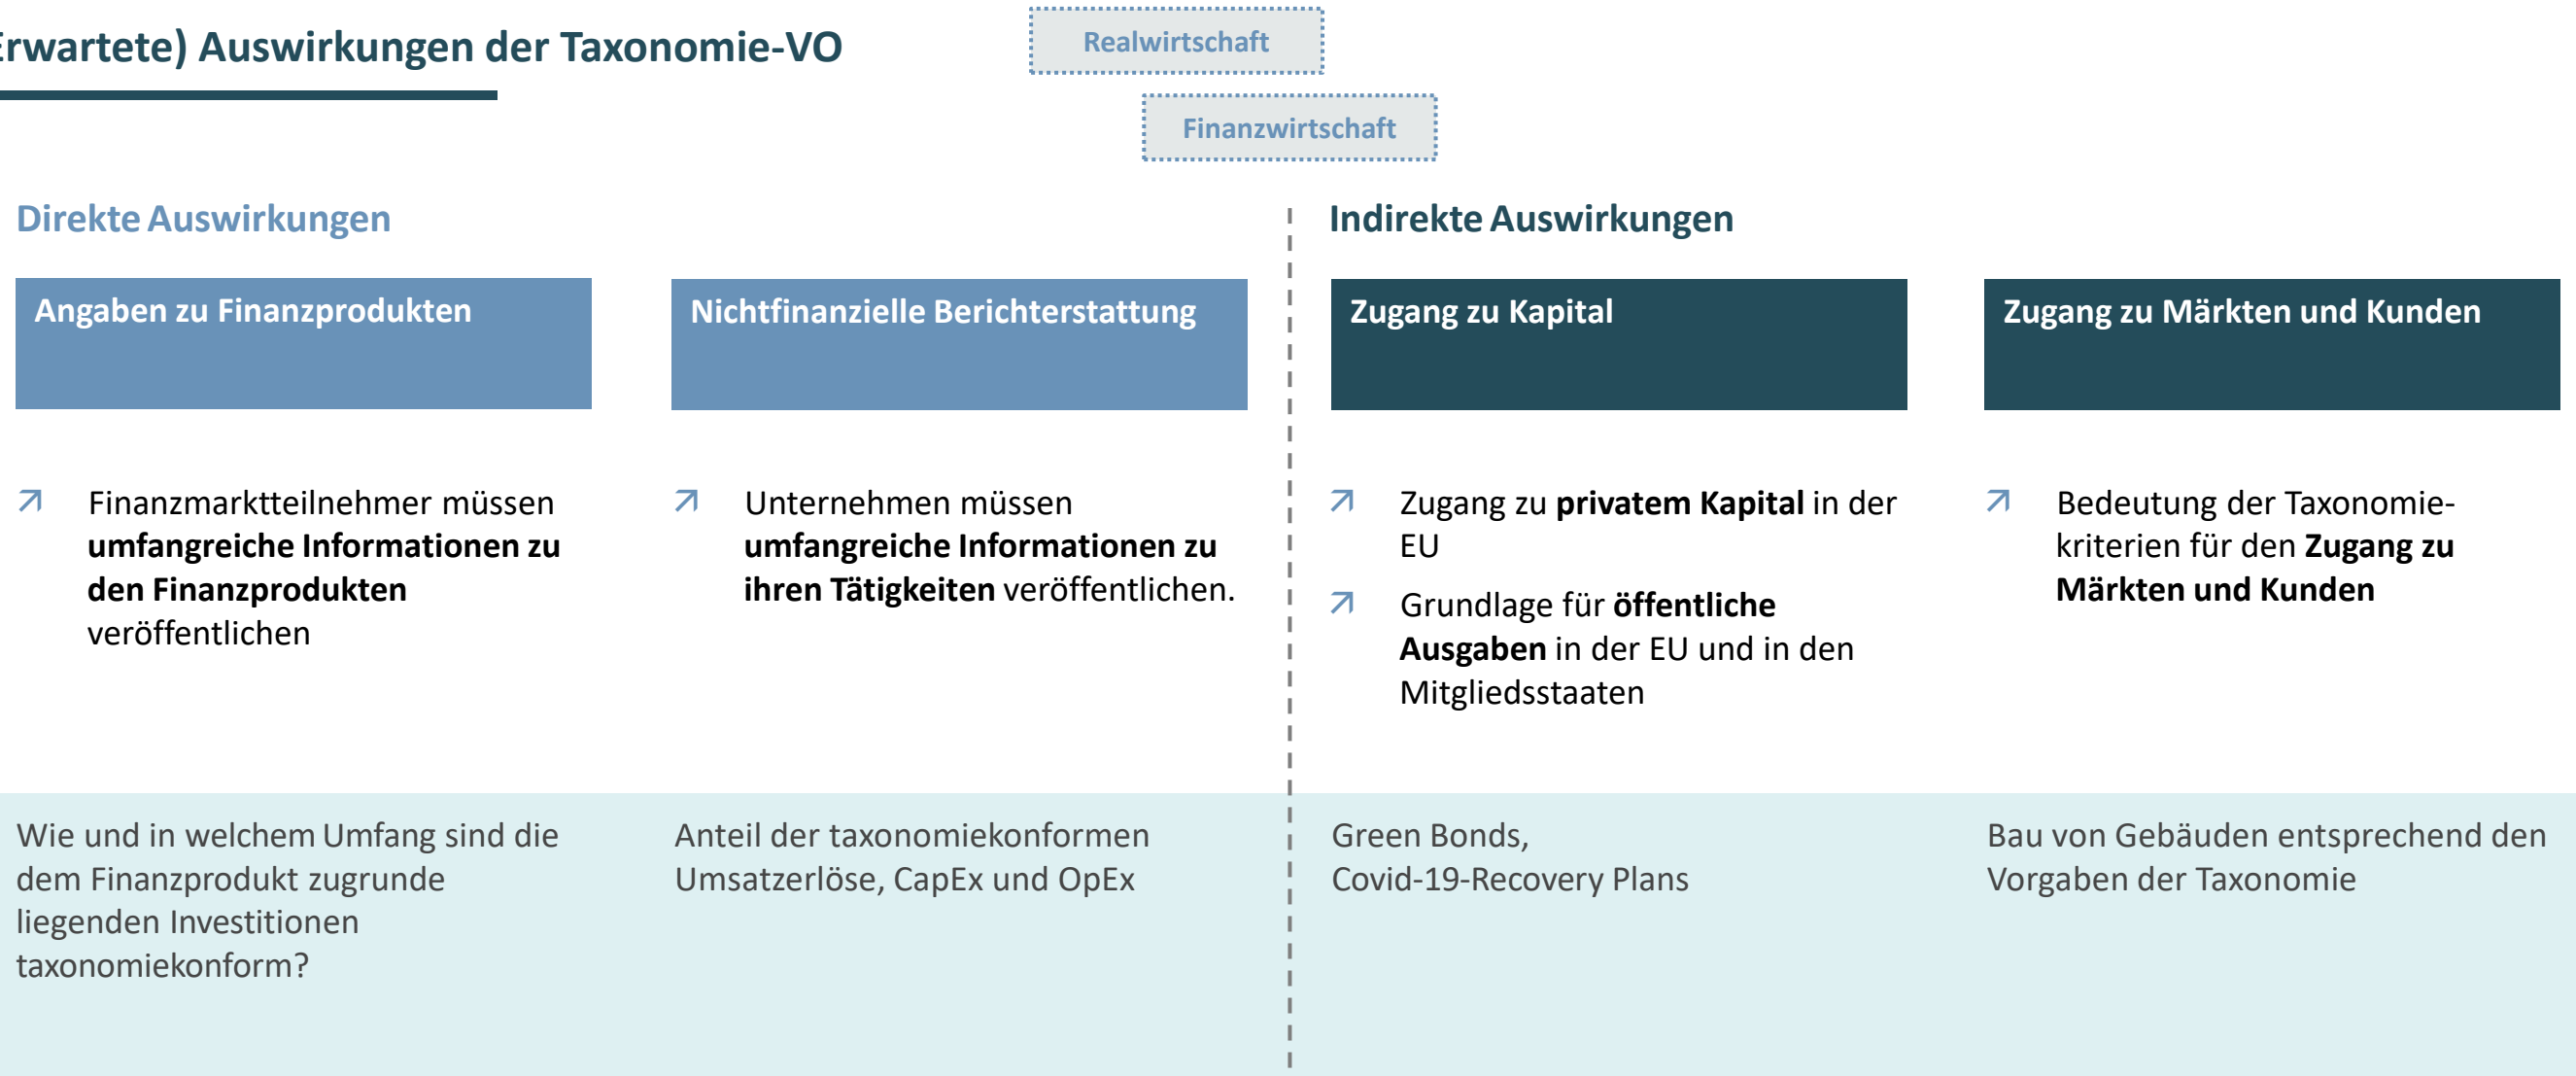 Erwartete) Auswirkungen der Taxonomie-VO
Realwirtschaft
Finanzwirtschaft
Direkte Auswirkungen
Angaben zu Finanzprodukten
Finanzmarktteilnehmer müssen
umfangreiche Informationen zu
den Finanzprodukten
veröffentlichen
Wie und in welchem Umfang sind die
dem Finanzprodukt zugrunde
liegenden Investitionen
taxonomiekonform?
Nichtfinanzielle Berichterstattung
Unternehmen müssen
umfangreiche Informationen zu
ihren Tätigkeiten veröffentlichen.
Anteil der taxonomiekonformen
Umsatzerlöse, CapEx und OpEx
Indirekte Auswirkungen
Zugang zu Kapital
Zugang zu privatem Kapital in der
EU
Grundlage für öffentliche
Ausgaben in der EU und in den
Mitgliedsstaaten
Green Bonds,
Covid-19-Recovery Plans
Zugang zu Märkten und Kunden
Bedeutung der Taxonomie-
kriterien für den Zugang zu
Märkten und Kunden
Bau von Gebäuden entsprechend den
Vorgaben der Taxonomie